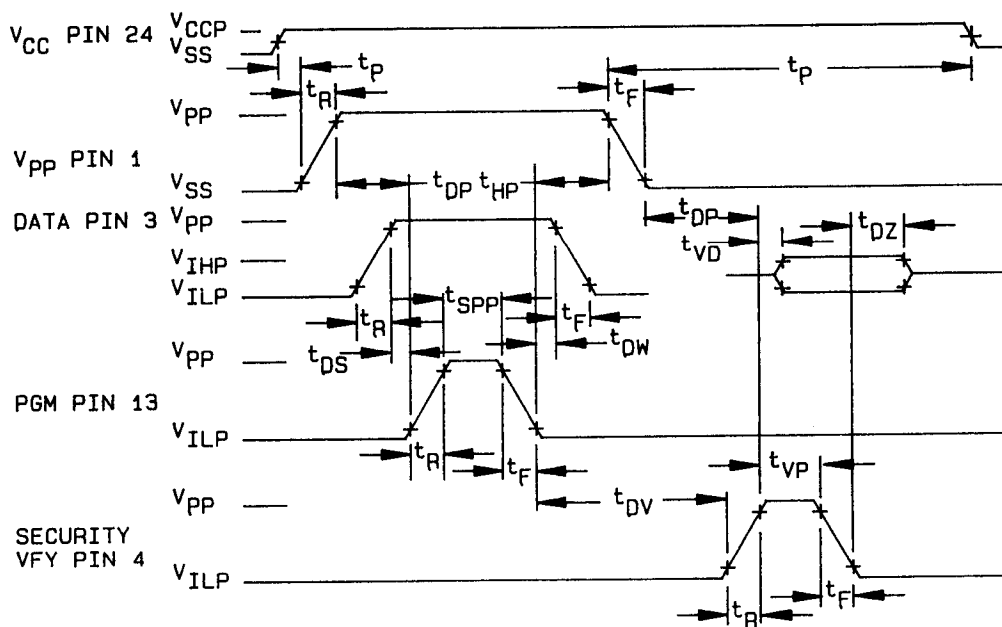 VCC PIN 24
VCCP
VSS
tP
tP
tR
tF
VPP
VPP PIN 1
VSS
tDP tHP
DATA PIN 3
VPP
tDP
tDZ
tVD
VIHP
VILP
tSPP
tR
tF
tDS
tDW
VPP
PGM PIN 13
VILP
tR
tF
tVP
VPP
tDV
SECURITY
VFY PIN 4
VILP
tR
tF